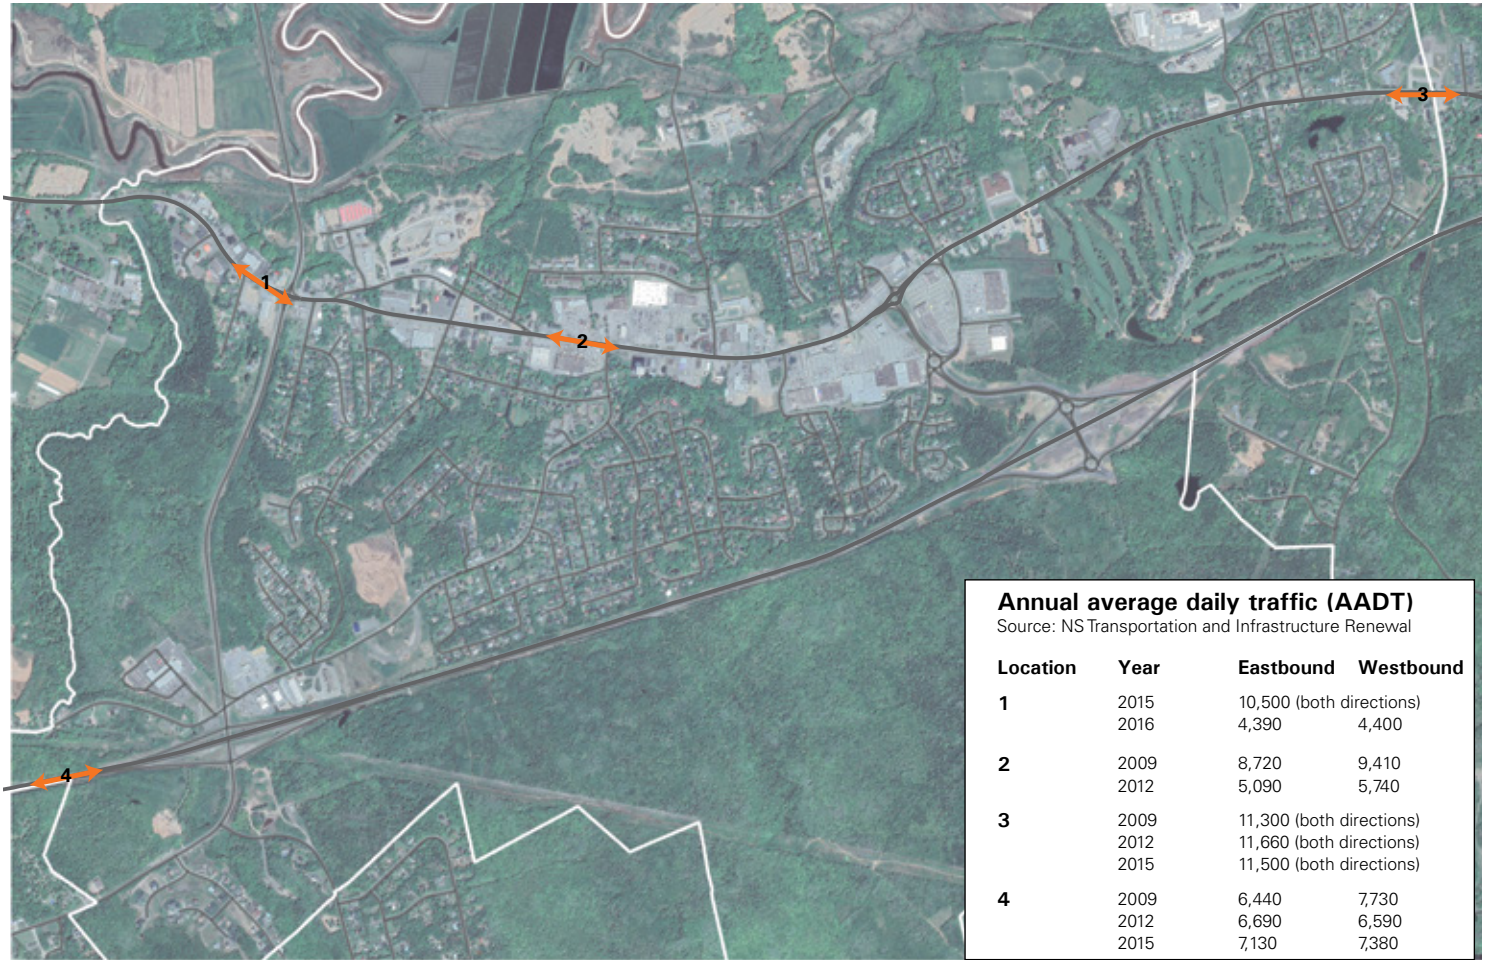 3
1
2
4
Annual average daily traffic (AADT)
Source: NS Transportation and Infrastructure Renewal
Location Year Eastbound Westbound
1 2015 10,500 (both directions)
2016 4,390 4,400
2 2009 8,720 9,410
2012 5,090 5,740
3 2009 11,300 (both directions)
2012 11,660 (both directions)
2015 11,500 (both directions)
4 2009 6,440 7,730
2012 6,690 6,590
2015 7,130 7,380